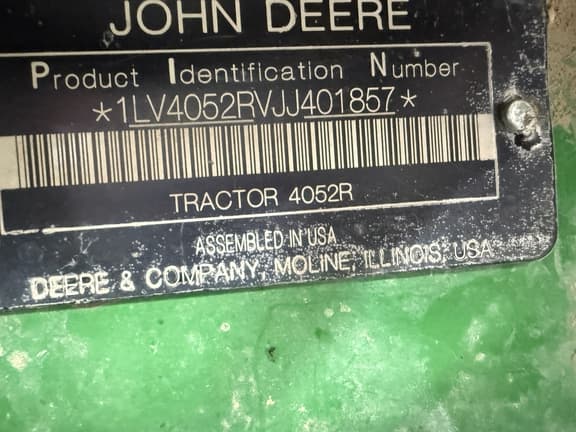 JOHN DEERE
Product Identification Number
*1LV4052RVJJ401857*
TRACTOR 4052R
ASSEMBLED IN USA
DEERE & COMPANY, MOLINE, ILLINOIS, USA